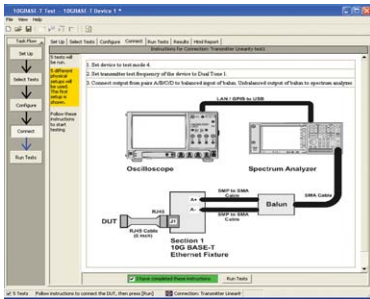 10GBASE-T Test -- 10GBASE-T Device 1 *
File View Help
Task Flow
Set Up Select Tests Configure Connect Run Tests Results Html Report
Instructions for Connection: Transmitter Linearity test1
Set Up
Select Tests
Configure
Connect
Run Tests
5 tests will be run.
5 different physical setups will be used. The first setup is shown.
Follow these instructions to start testing
1. Set device to test mode 4.
2. Set transmitter test frequency of the device to Dual Tone 1.
3. Connect output from pair A/B/C/D to balanced input of balun. Unbalanced output of balun to spectrum analyzer.
LAN / GPIB to USB
Oscilloscope
Spectrum Analyzer
SMP to SMA
Cable
SMA Cable
A+
A-
Balun
RJ45
J1
SMP to SMA
Cable
DUT
RJ45 Cable
(6 inch)
Section 1
10G BASE-T
Ethernet Fixture
I have completed these instructions
Run Tests
5 Tests Follow instructions to connect the DUT, then press [Run] Connection: Transmitter Linearit